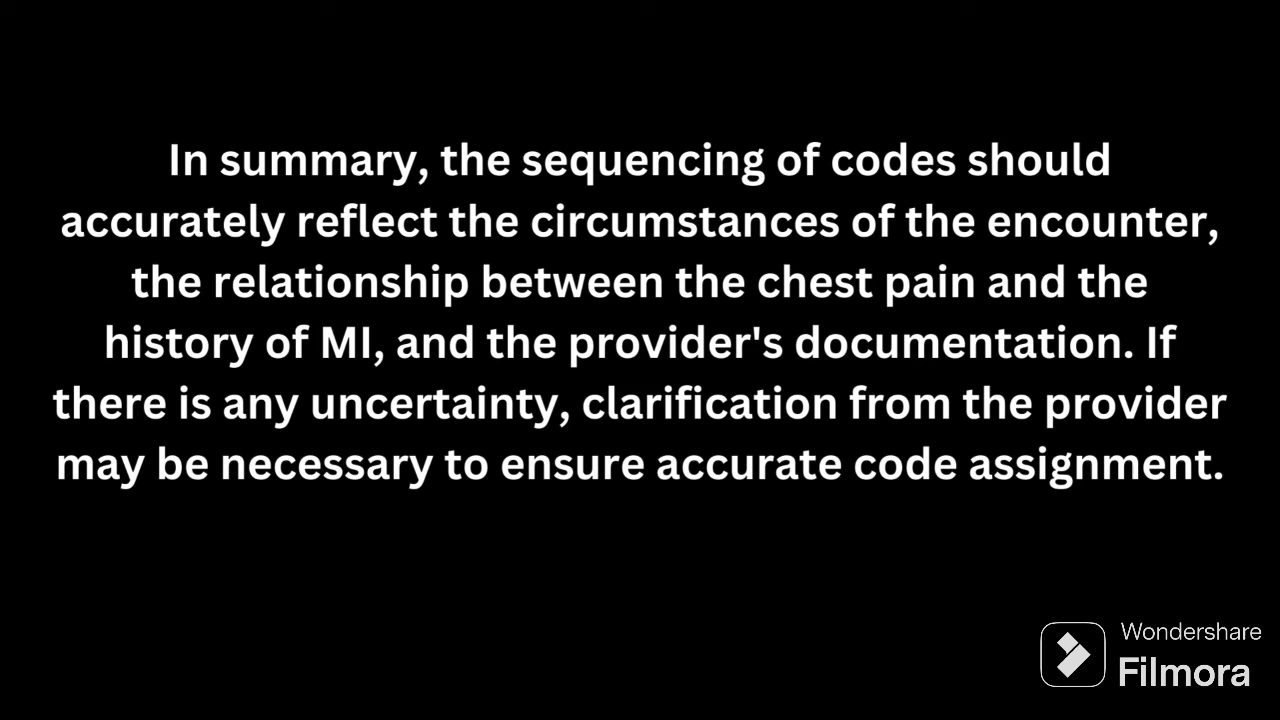 In summary, the sequencing of codes should
accurately reflect the circumstances of the encounter,
the relationship between the chest pain and the
history of MI, and the provider's documentation. If
there is any uncertainty, clarification from the provider
may be necessary to ensure accurate code assignment.
Wondershare
Filmora